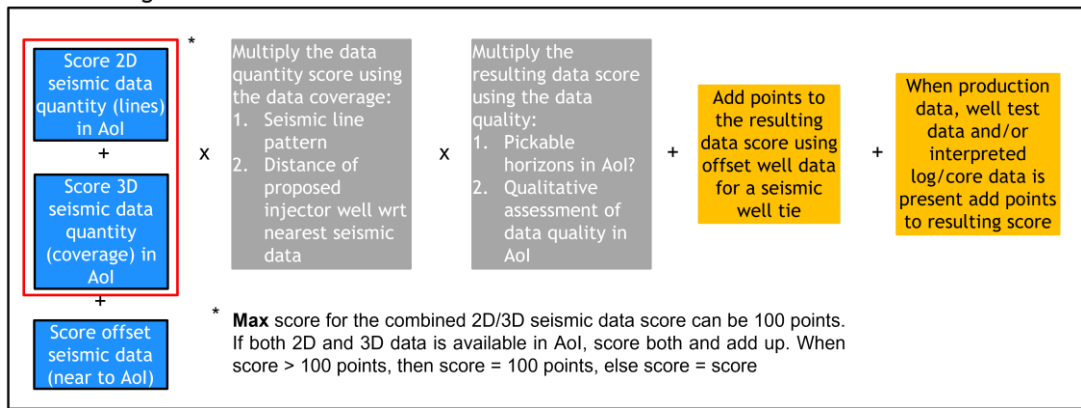 Score 2D
seismic data
quantity (lines)
in AoI
+
Score 3D
seismic data
quantity
(coverage) in
AoI
+
Score offset
seismic data
(near to AoI)
*
x
Multiply the data
quantity score using
the data coverage:
1. Seismic line
pattern
2. Distance of
proposed
injector well wrt
nearest seismic
data
x
Multiply the
resulting data score
using the data
quality:
1. Pickable
horizons in AoI?
2. Qualitative
assessment of
data quality in
AoI
+
Add points to
the resulting
data score using
offset well data
for a seismic
well tie
+
When production
data, well test
data and/or
interpreted
log/core data is
present add points
to resulting score
* Max score for the combined 2D/3D seismic data score can be 100 points.
If both 2D and 3D data is available in AoI, score both and add up. When
score > 100 points, then score = 100 points, else score = score